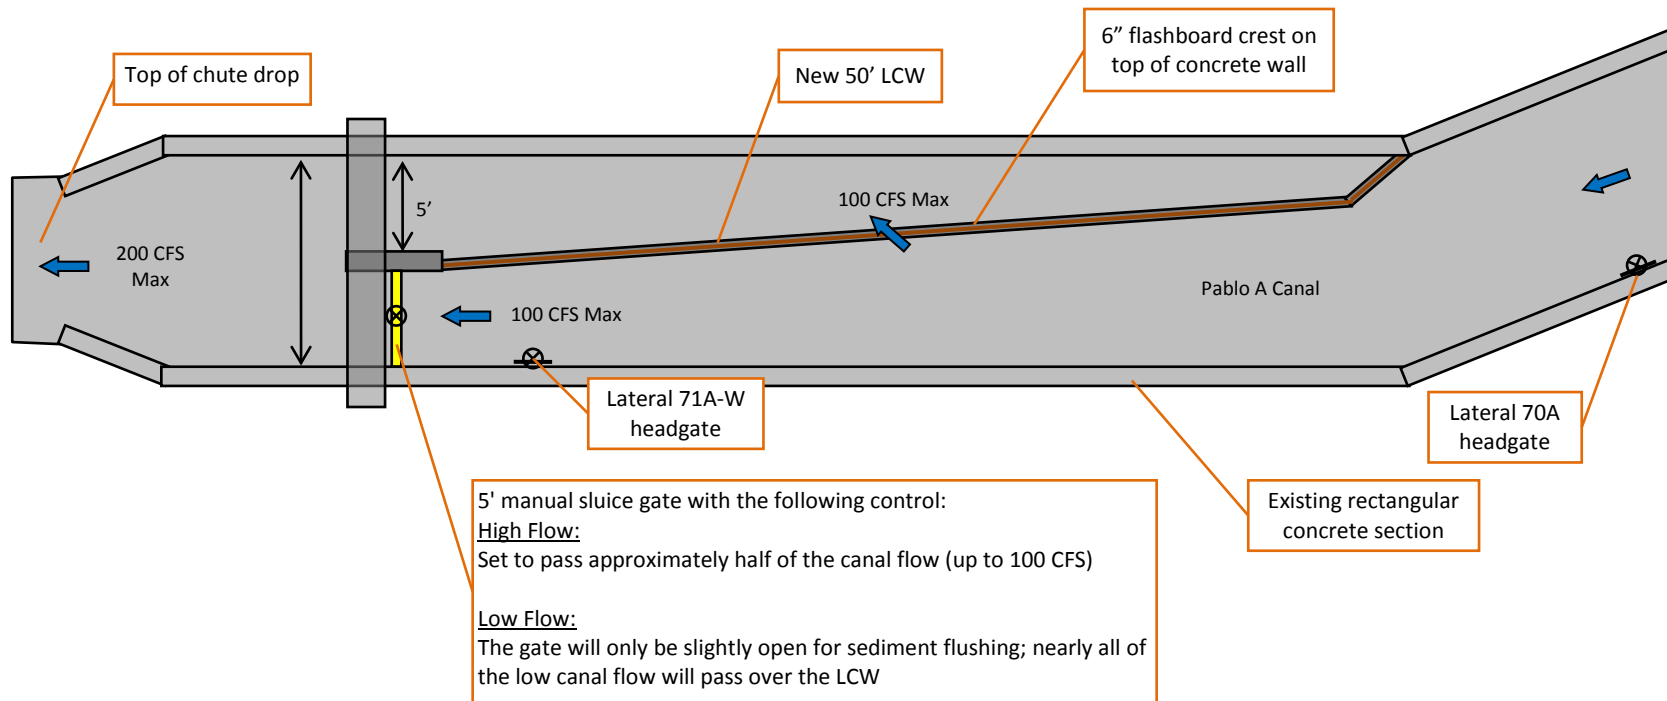 Top of chute drop
New 50’ LCW
6” flashboard crest on
top of concrete wall
5’
100 CFS Max
200 CFS
Max
100 CFS Max
Pablo A Canal
Lateral 71A-W
headgate
Lateral 70A
headgate
Existing rectangular
concrete section
5' manual sluice gate with the following control:
High Flow:
Set to pass approximately half of the canal flow (up to 100 CFS)
Low Flow:
The gate will only be slightly open for sediment flushing; nearly all of
the low canal flow will pass over the LCW